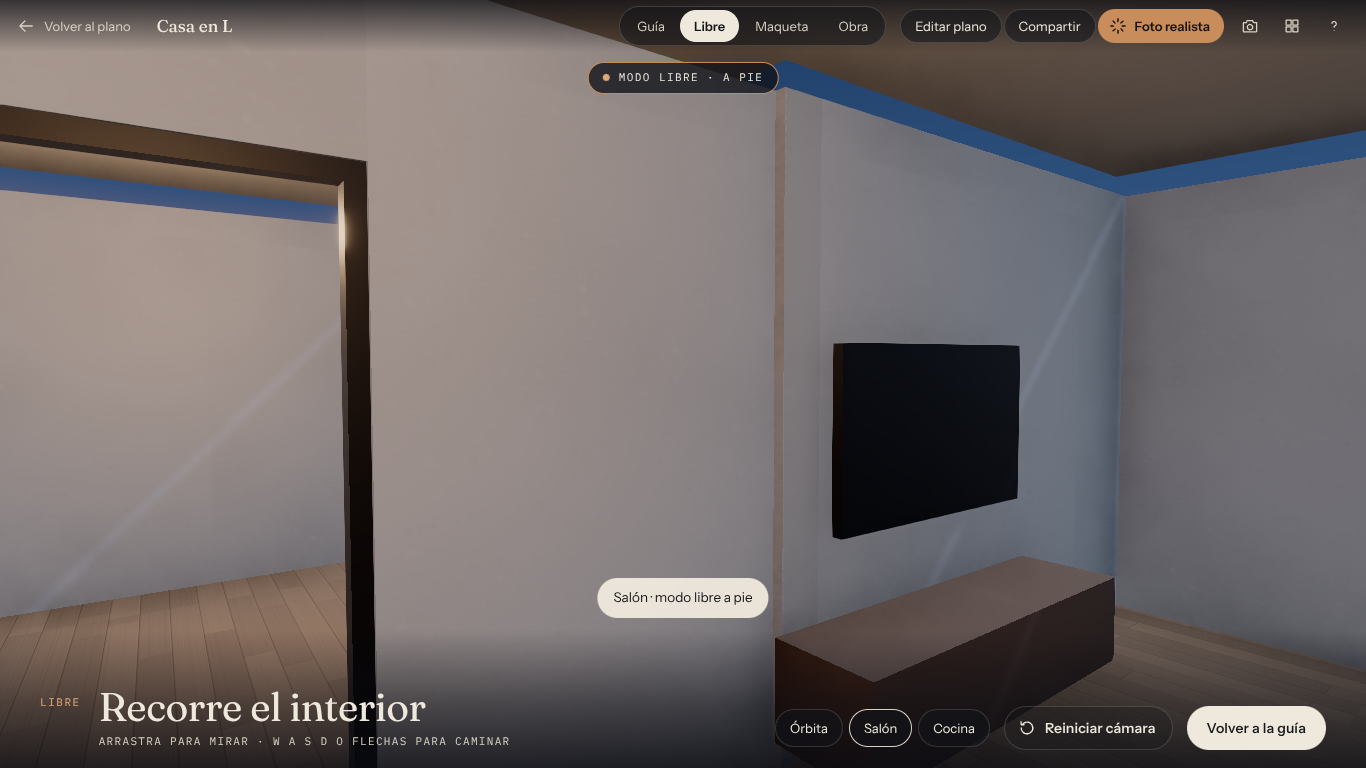 Volver al plano
Casa en L
Guía
Libre
Maqueta
Obra
Editar plano
Compartir
Foto realista
?
MODO LIBRE · A PIE
Salón · modo libre a pie
LIBRE
Recorre el interior
ARRASTRA PARA MIRAR · W A S D O FLECHAS PARA CAMINAR
Órbita
Salón
Cocina
Reiniciar cámara
Volver a la guía